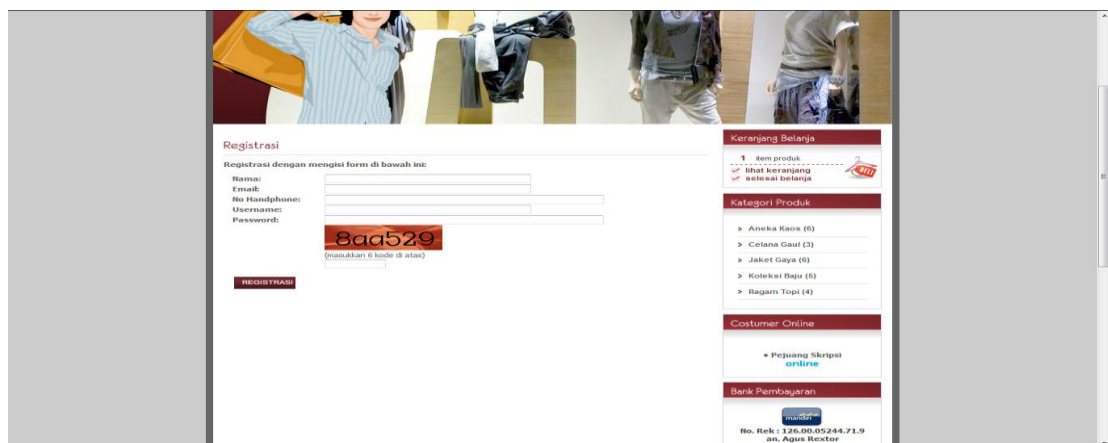 Registrasi
Registrasi dengan mengisi form di bawah ini:
Nama:
Email:
No Handphone:
Username:
Password:
8aa529
(masukkan 6 kode di atas)
REGISTRASI
Keranjang Belanja
1 item produk
lihat keranjang
selesai belanja
BELI
Kategori Produk
Aneka Kaos (6)
Celana Gaul (3)
Jaket Gaya (6)
Koleksi Baju (5)
Ragam Topi (4)
Costumer Online
Pejuang Skripsi
online
Bank Pembayaran
mandiri
No. Rek : 126.00.05244.71.9
an. Agus Rextor